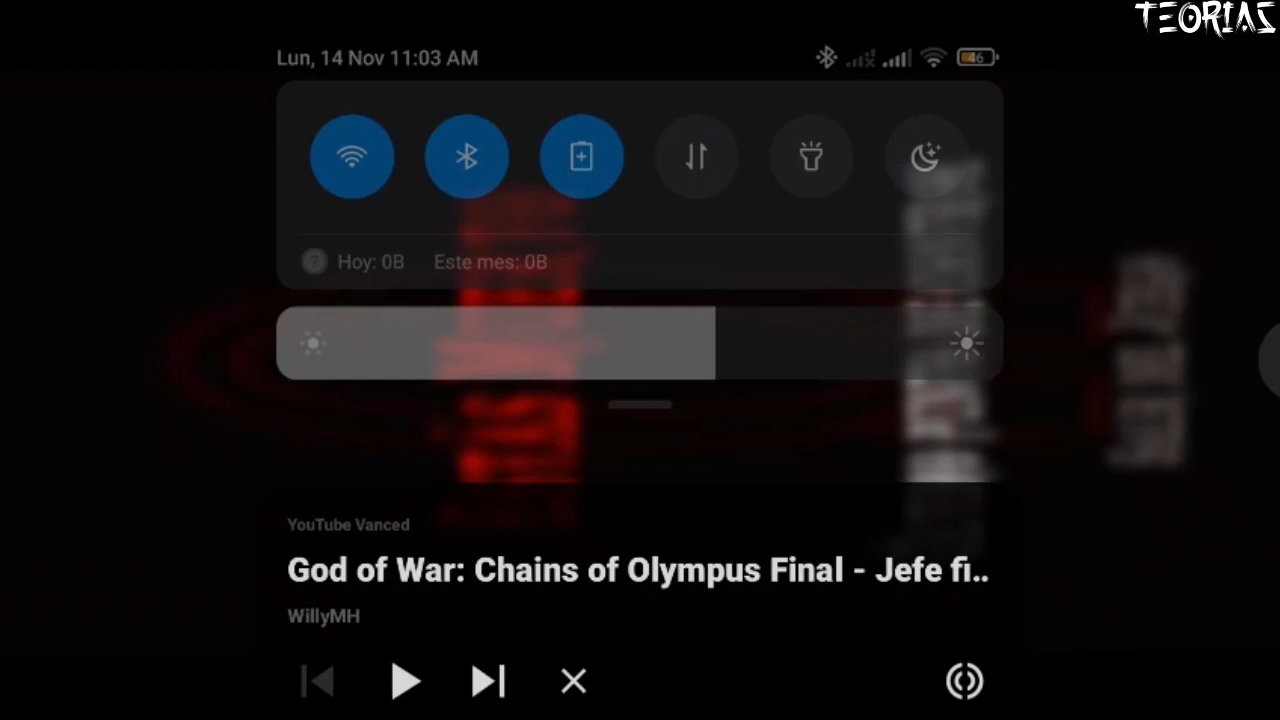 TEORIAS
Lun, 14 Nov 11:03 AM
46
Hoy: 0B Este mes: 0B
YouTube Vanced
God of War: Chains of Olympus Final - Jefe fi..
WillyMH